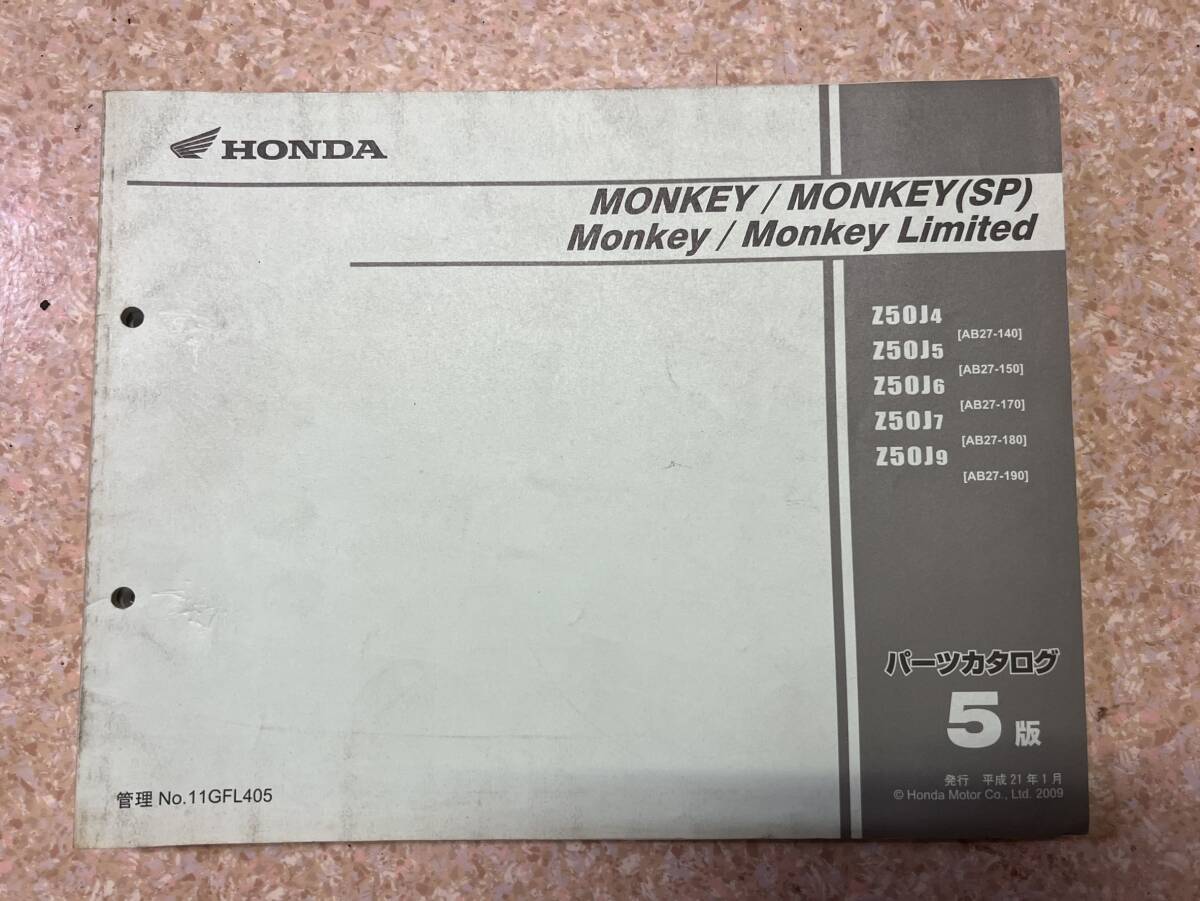 HONDA
MONKEY / MONKEY(SP)
Monkey / Monkey Limited
Z50J4
[AB27-140]
Z50J5
[AB27-150]
Z50J6
[AB27-170]
Z50J7
[AB27-180]
Z50J9
[AB27-190]
パーツカタログ
5版
発行 平成21年1月
© Honda Motor Co., Ltd. 2009
管理 No.11GFL405